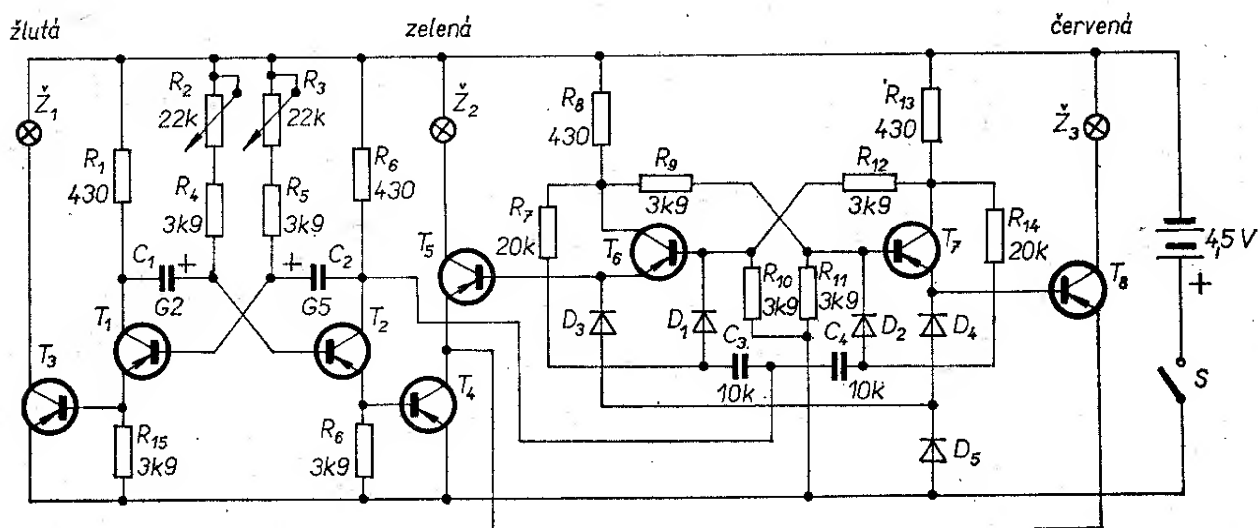 žlutá
zelená
červená
Ž1
R1
430
R2
22k
R3
22k
R4
3k9
R5
3k9
R6
430
C1 +
G2
+ C2
G5
T1
T2
T3
R15
3k9
R6
3k9
T4
T5
Ž2
R8
430
R7
20k
R9
3k9
R12
3k9
R13
430
R14
20k
T6
T7
R10
3k9
R11
3k9
D3
D1
C3
10k
C4
10k
D2
D4
D5
Ž3
T8
4,5 V
+
S